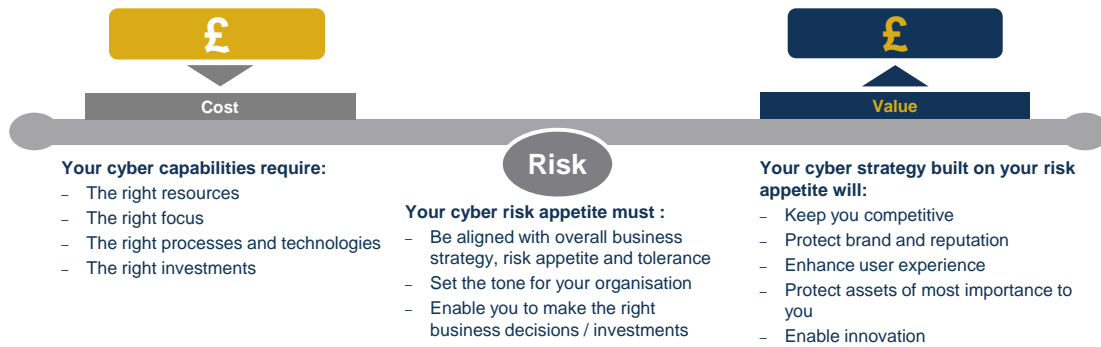 £
£
Cost
Value
Risk
Your cyber capabilities require:
– The right resources
– The right focus
– The right processes and technologies
– The right investments
Your cyber risk appetite must :
– Be aligned with overall business
strategy, risk appetite and tolerance
– Set the tone for your organisation
– Enable you to make the right
business decisions / investments
Your cyber strategy built on your risk
appetite will:
– Keep you competitive
– Protect brand and reputation
– Enhance user experience
– Protect assets of most importance to
you
– Enable innovation